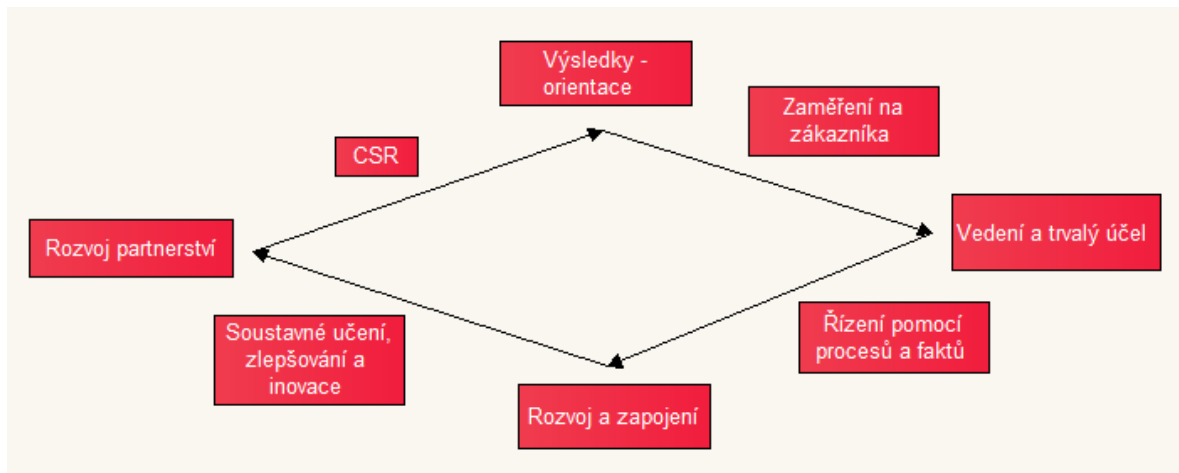 Výsledky -
orientace
Zaměření na
zákazníka
CSR
Vedení a trvalý účel
Rozvoj partnerství
Řízení pomocí
procesů a faktů
Soustavné učení,
zlepšování a
inovace
Rozvoj a zapojení